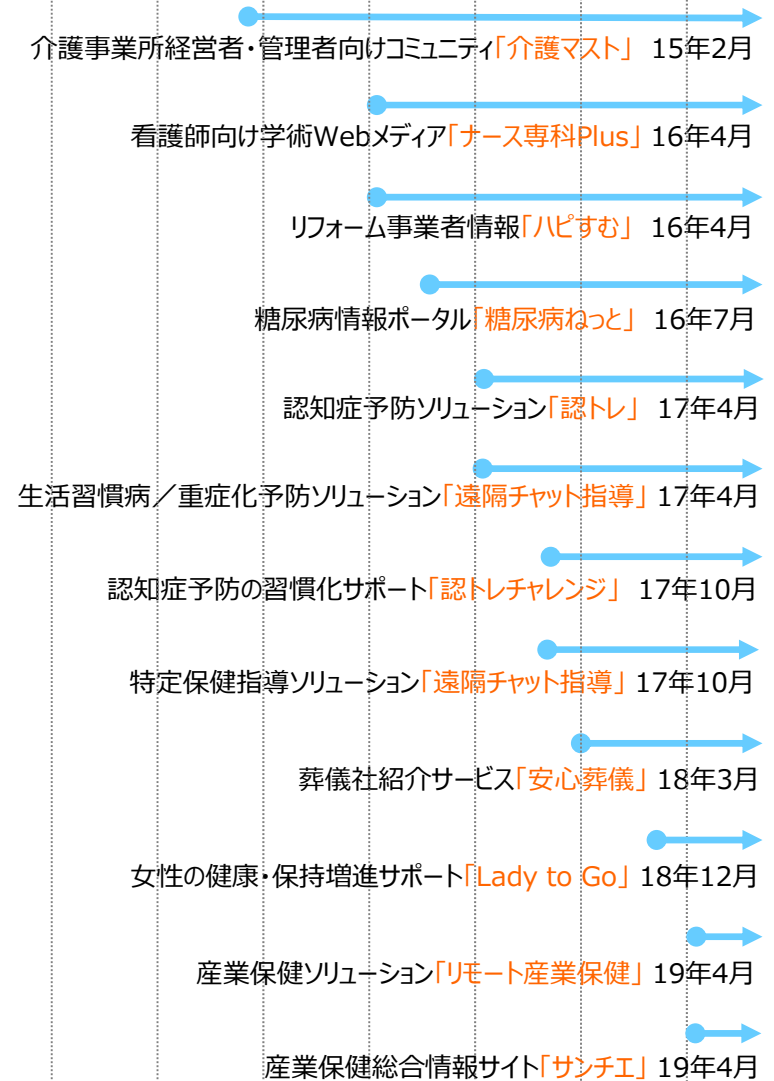 介護事業所経営者・管理者向けコミュニティ「介護マスト」 15年2月
看護師向け学術Webメディア「ナース専科Plus」 16年4月
リフォーム事業者情報「ハピすむ」 16年4月
糖尿病情報ポータル「糖尿病ねっと」 16年7月
認知症予防ソリューション「認トレ」 17年4月
生活習慣病／重症化予防ソリューション「遠隔チャット指導」 17年4月
認知症予防の習慣化サポート「認トレチャレンジ」 17年10月
特定保健指導ソリューション「遠隔チャット指導」 17年10月
葬儀社紹介サービス「安心葬儀」 18年3月
女性の健康・保持増進サポート「Lady to Go」 18年12月
産業保健ソリューション「リモート産業保健」 19年4月
産業保健総合情報サイト「サンチエ」 19年4月